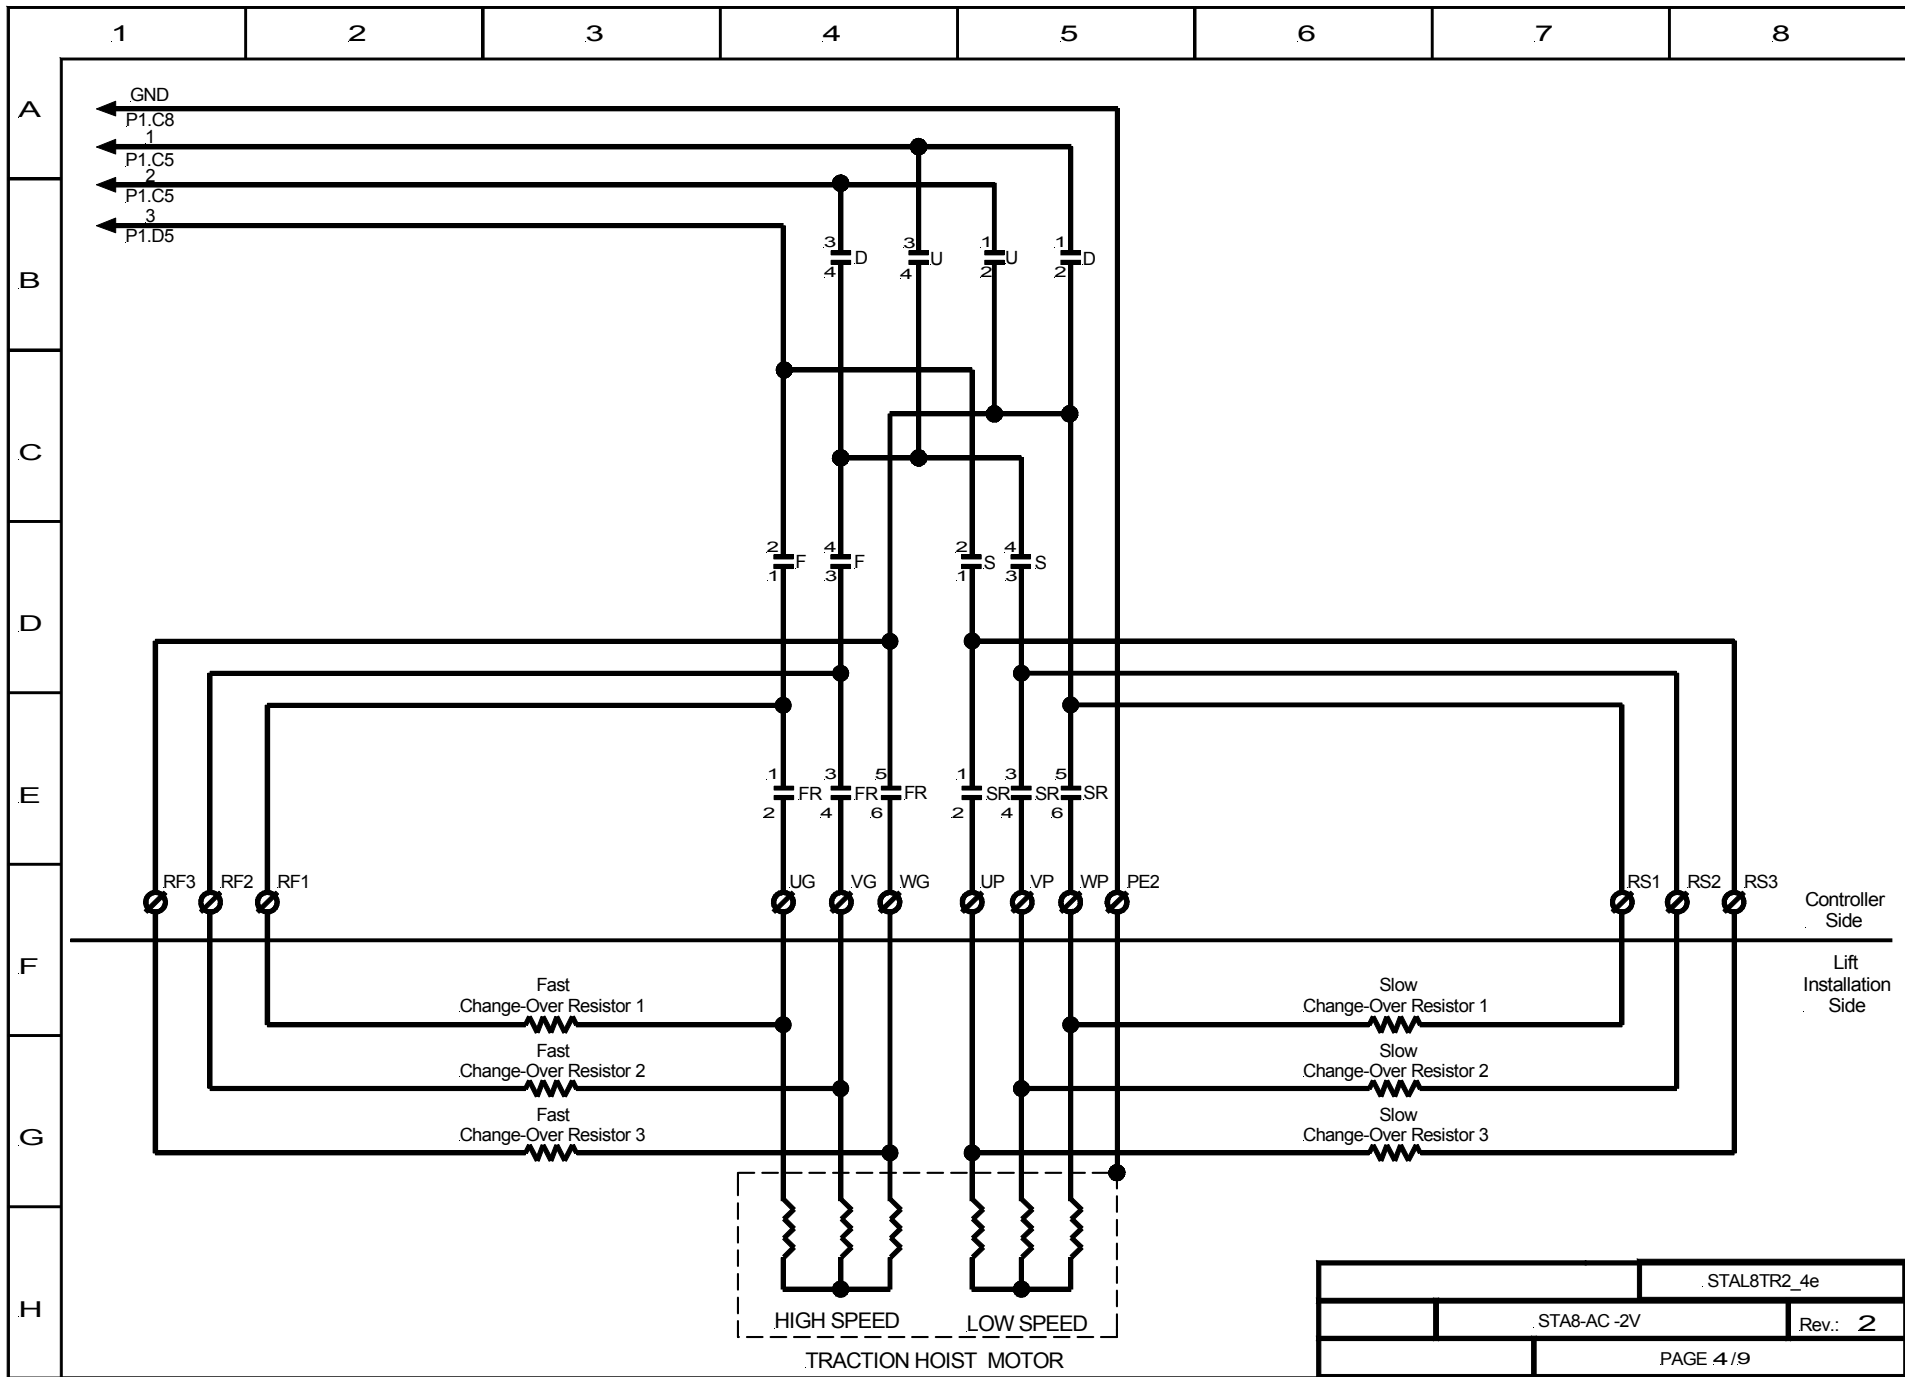 1 2 3 4 5 6 7 8
A
GND
P1.C8
1
P1.C5
2
P1.C5
3
P1.D5
B
3 D 4
3 U 4
1 U 2
1 D 2
C
2 F 1
4 F 3
2 S 1
4 S 3
D
E
1 FR 2
3 FR 4
5 FR 6
1 SR 2
3 SR 4
5 SR 6
RF3 RF2 RF1 UG VG WG UP VP WP PE2 RS1 RS2 RS3
Controller
Side
F
Lift
Installation
Side
Fast
Change-Over Resistor 1
Slow
Change-Over Resistor 1
Fast
Change-Over Resistor 2
Slow
Change-Over Resistor 2
G
Fast
Change-Over Resistor 3
Slow
Change-Over Resistor 3
H
HIGH SPEED LOW SPEED
TRACTION HOIST MOTOR
STAL8TR2_4e
STA8-AC -2V
Rev.: 2
PAGE 4/9